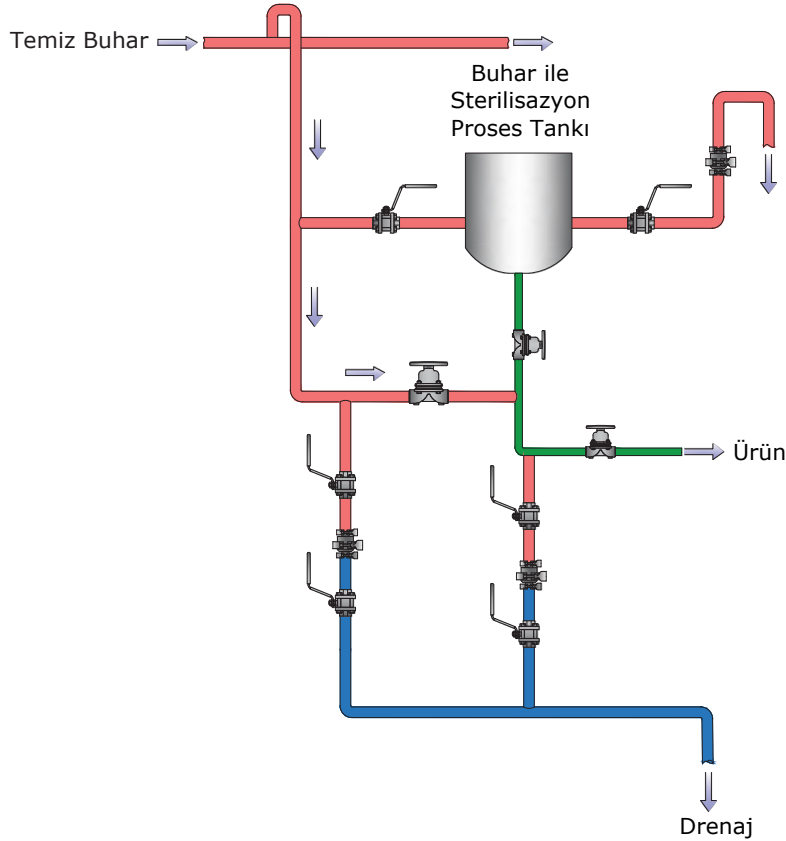 Temiz Buhar
Buhar ile
Sterilisazyon
Proses Tankı
Ürün
Drenaj